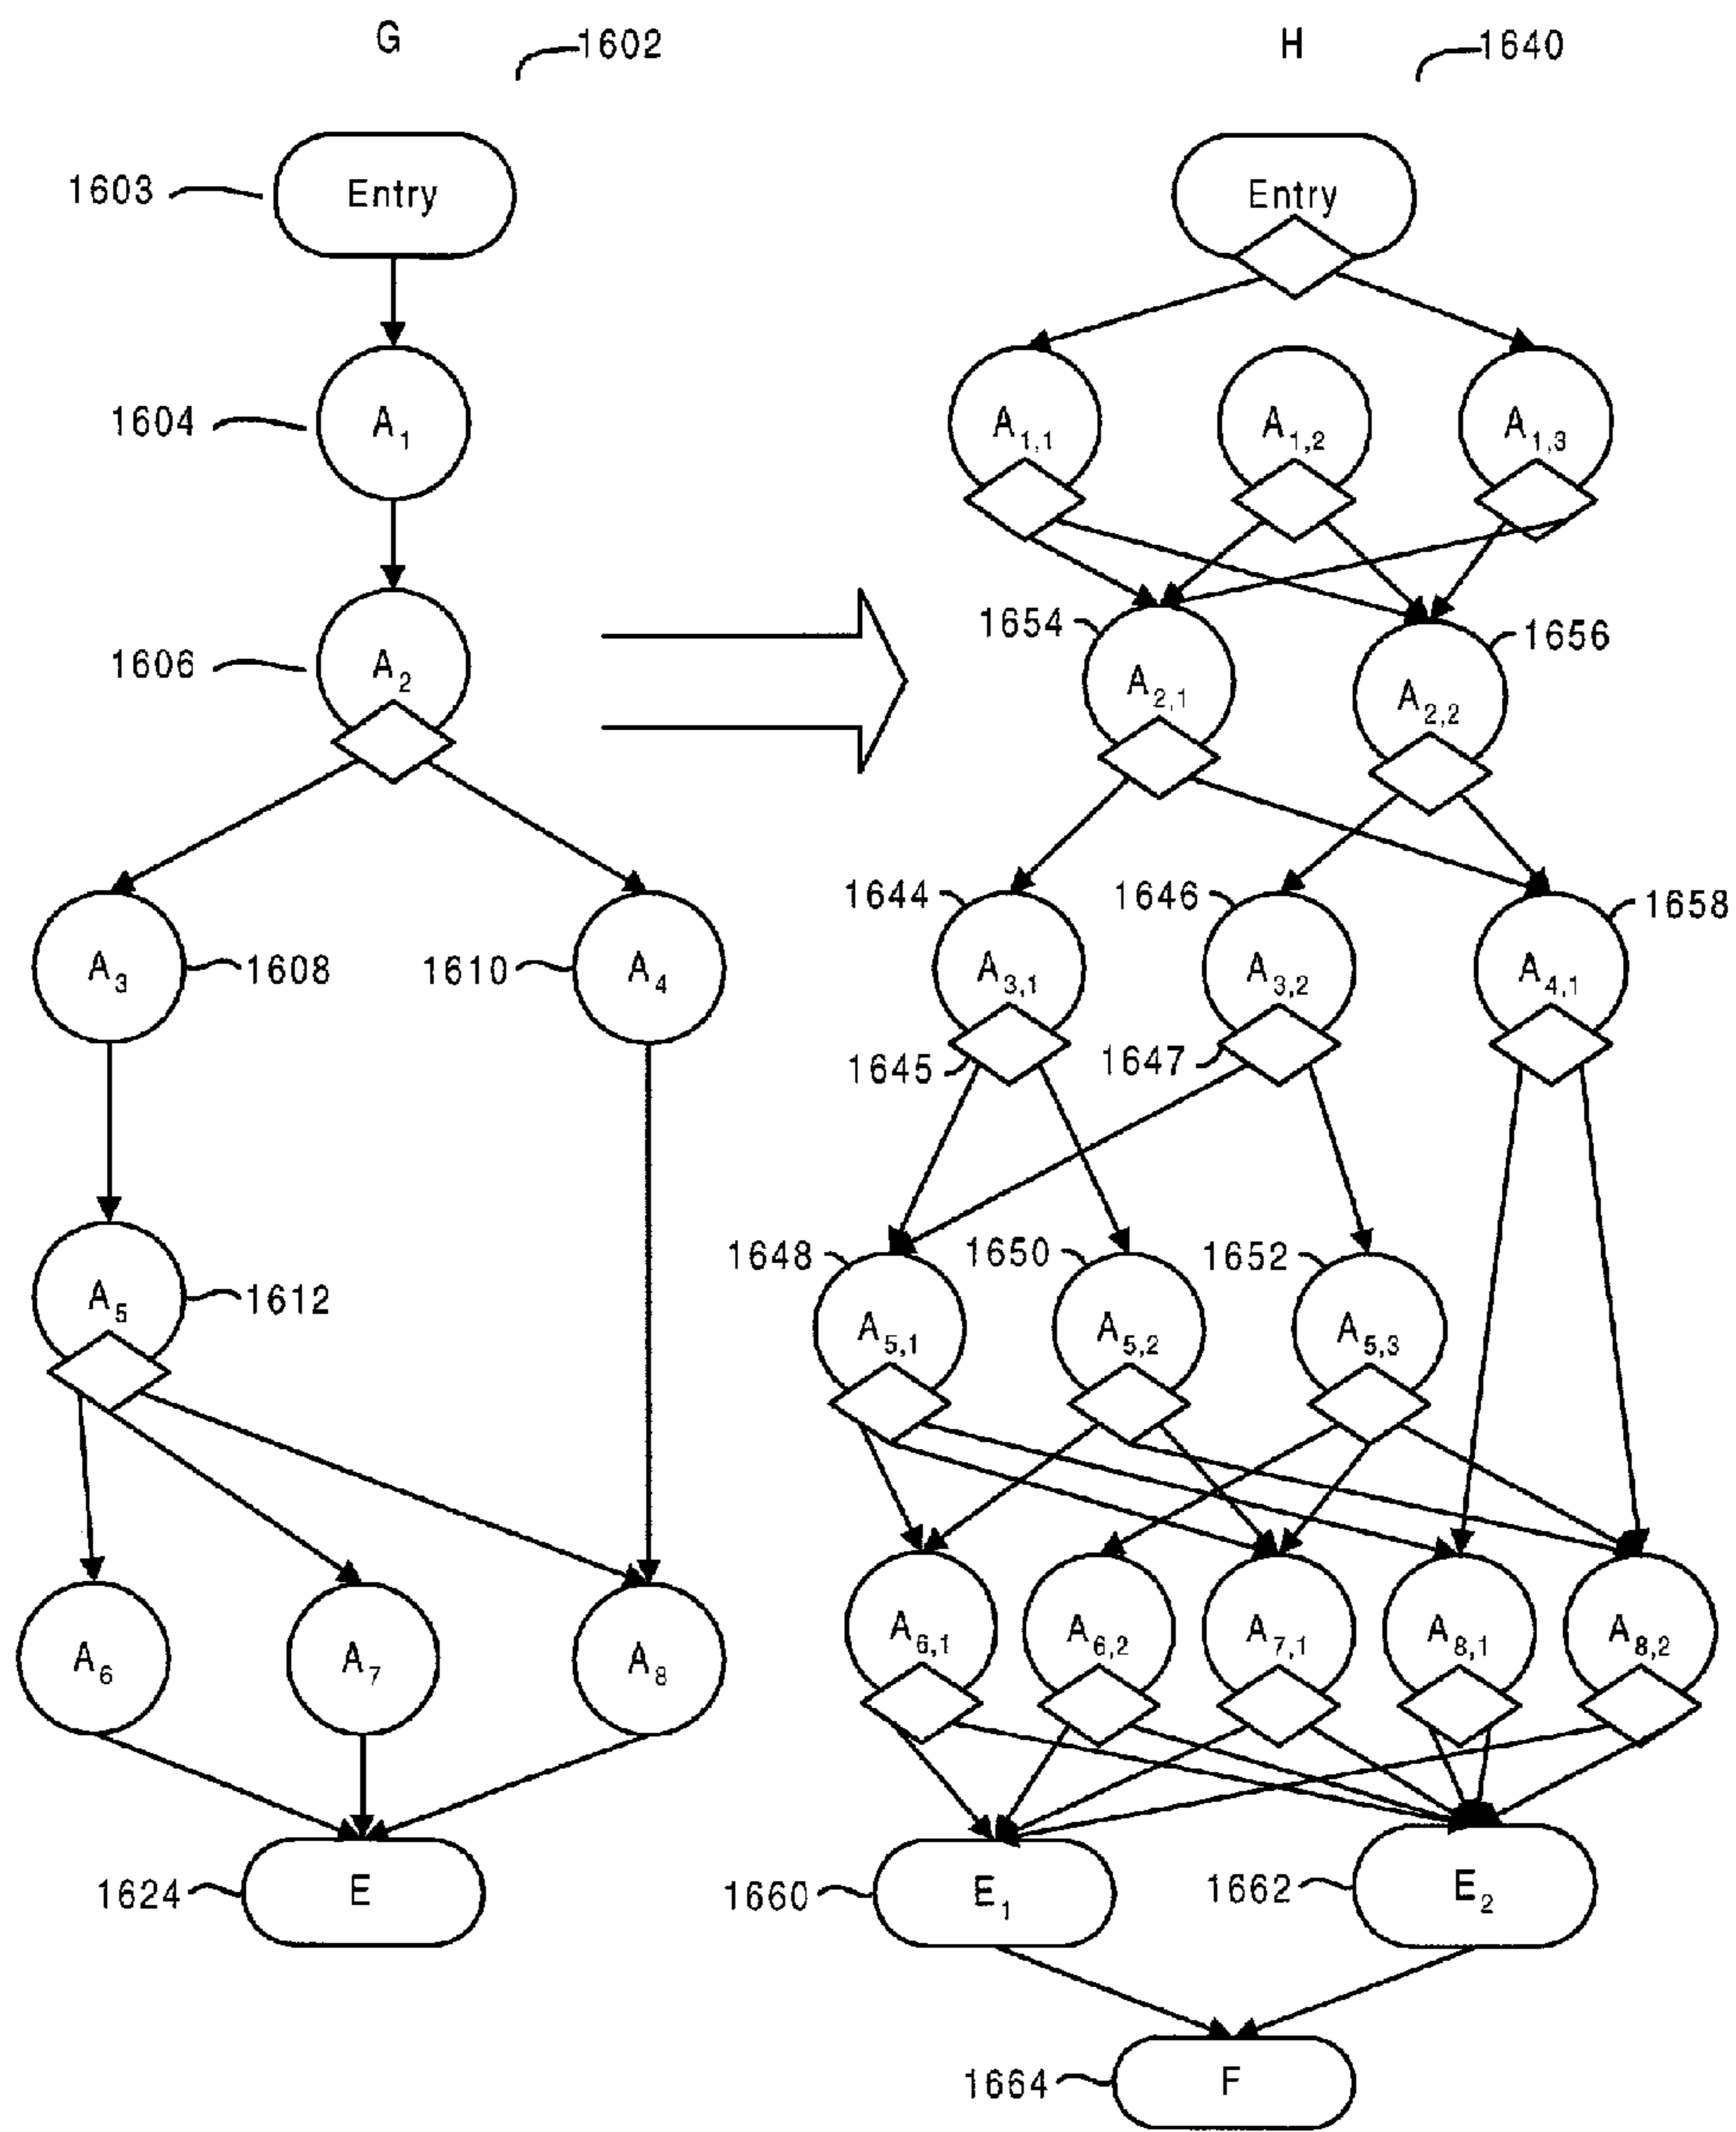 G
1602
1603
Entry
1604
A1
1606
A2
A3
1608
1610
A4
A5
1612
A6
A7
A8
1624
E
H
1640
Entry
A1,1
A1,2
A1,3
1654
A2,1
1656
A2,2
1644
A3,1
1645
1646
A3,2
1647
1658
A4,1
1648
A5,1
1650
A5,2
1652
A5,3
A6,1
A6,2
A7,1
A8,1
A8,2
1660
E1
1662
E2
1664
F